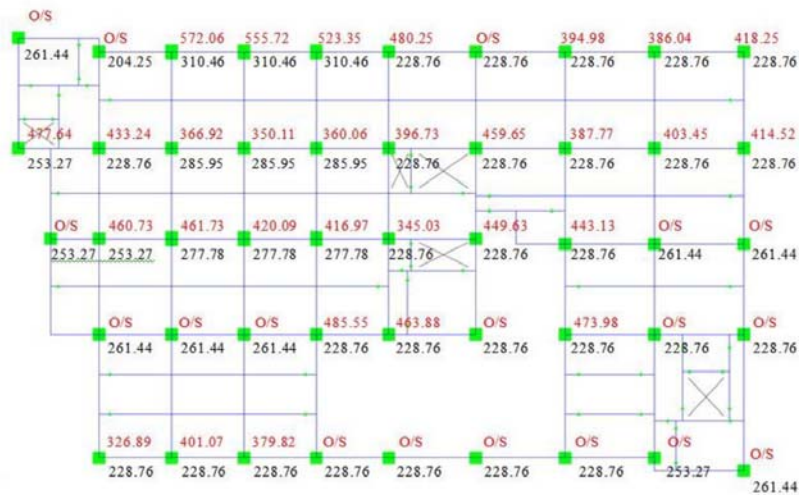 O/S
O/S 572.06 555.72 523.35 480.25 O/S 394.98 386.04 418.25
261.44 204.25 310.46 310.46 310.46 228.76 228.76 228.76 228.76 228.76
477.64 433.24 366.92 350.11 360.06 396.73 459.65 387.77 403.45 414.52
253.27 228.76 285.95 285.95 285.95 228.76 228.76 228.76 228.76 228.76
O/S 460.73 461.73 420.09 416.97 345.03 449.63 443.13 O/S O/S
253.27 253.27 277.78 277.78 277.78 228.76 228.76 228.76 261.44 261.44
O/S O/S O/S 485.55 463.88 O/S 473.98 O/S O/S
261.44 261.44 261.44 228.76 228.76 228.76 228.76 228.76 228.76
326.89 401.07 379.82 O/S O/S O/S O/S O/S O/S
228.76 228.76 228.76 228.76 228.76 228.76 228.76 253.27 261.44